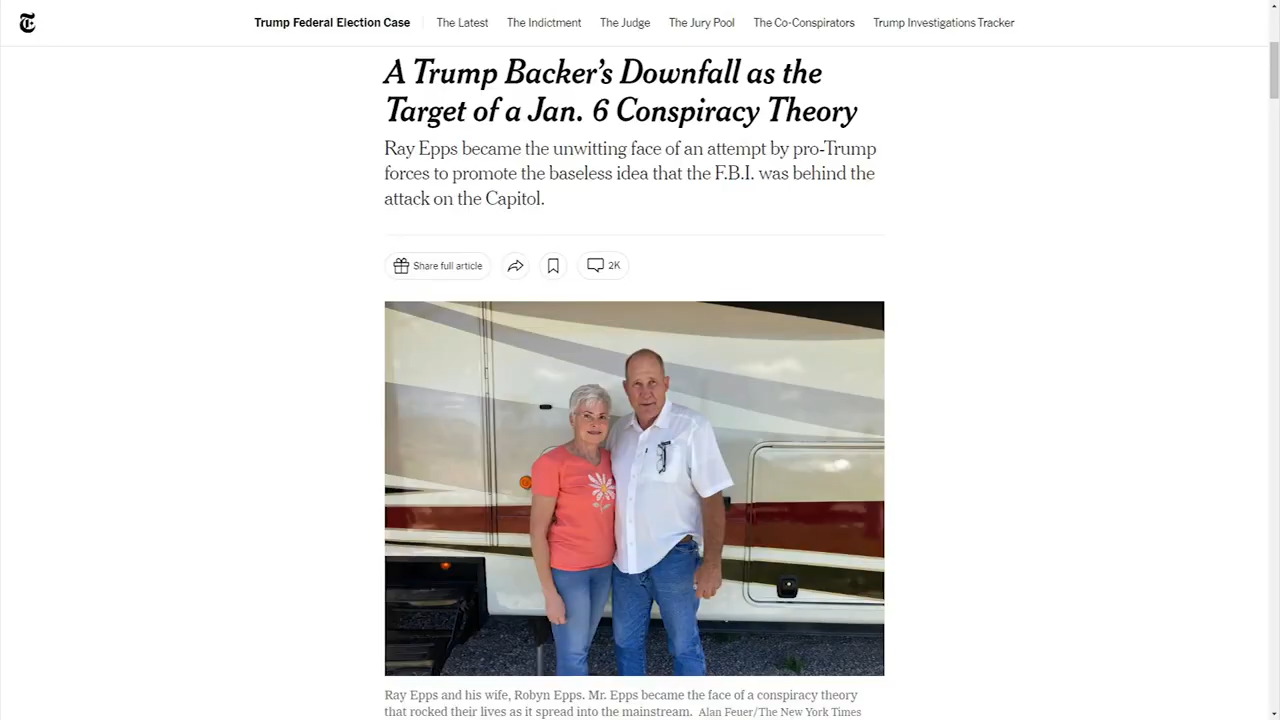 Trump Federal Election Case The Latest The Indictment The Judge The Jury Pool The Co-Conspirators Trump Investigations Tracker
A Trump Backer’s Downfall as the
Target of a Jan. 6 Conspiracy Theory
Ray Epps became the unwitting face of an attempt by pro-Trump
forces to promote the baseless idea that the F.B.I. was behind the
attack on the Capitol.
Share full article 2K
Ray Epps and his wife, Robyn Epps. Mr. Epps became the face of a conspiracy theory
that rocked their lives as it spread into the mainstream. Alan Feuer/The New York Times